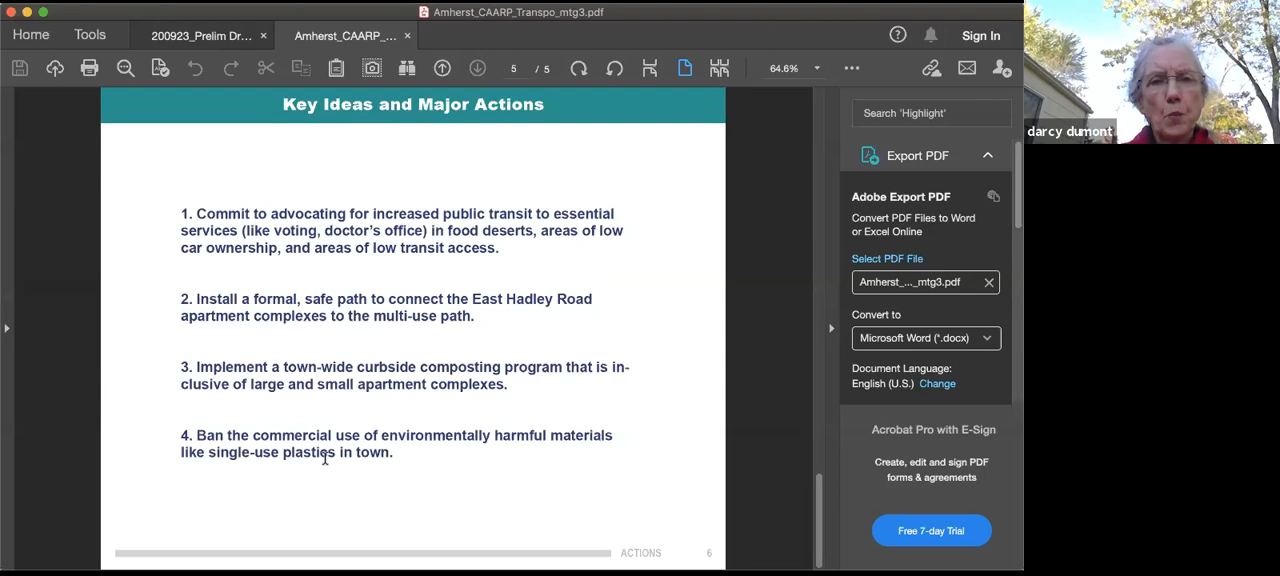 Amherst_CAARP_Transpo_mtg3.pdf
Home
Tools
200923_Prelim Dr...
Amherst_CAARP_...
Sign In
5 / 5
64.6%
Key Ideas and Major Actions
1. Commit to advocating for increased public transit to essential
services (like voting, doctor's office) in food deserts, areas of low
car ownership, and areas of low transit access.
2. Install a formal, safe path to connect the East Hadley Road
apartment complexes to the multi-use path.
3. Implement a town-wide curbside composting program that is in-
clusive of large and small apartment complexes.
4. Ban the commercial use of environmentally harmful materials
like single-use plastics in town.
ACTIONS 6
Search 'Highlight'
Export PDF
Adobe Export PDF
Convert PDF Files to Word
or Excel Online
Select PDF File
Amherst_..._mtg3.pdf
Convert to
Microsoft Word (*.docx)
Document Language:
English (U.S.) Change
Acrobat Pro with E-Sign
Create, edit and sign PDF
forms & agreements
Free 7-day Trial
darcy dumont